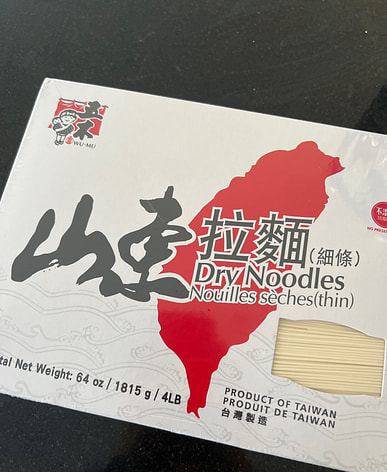 五木
WU-MU
山東
拉麵(細條)
Dry Noodles
Nouilles sèches(thin)
NO PRESE
tal Net Weight: 64 oz / 1815 g / 4LB
PRODUCT OF TAIWAN
PRODUIT DE TAIWAN
台灣製造